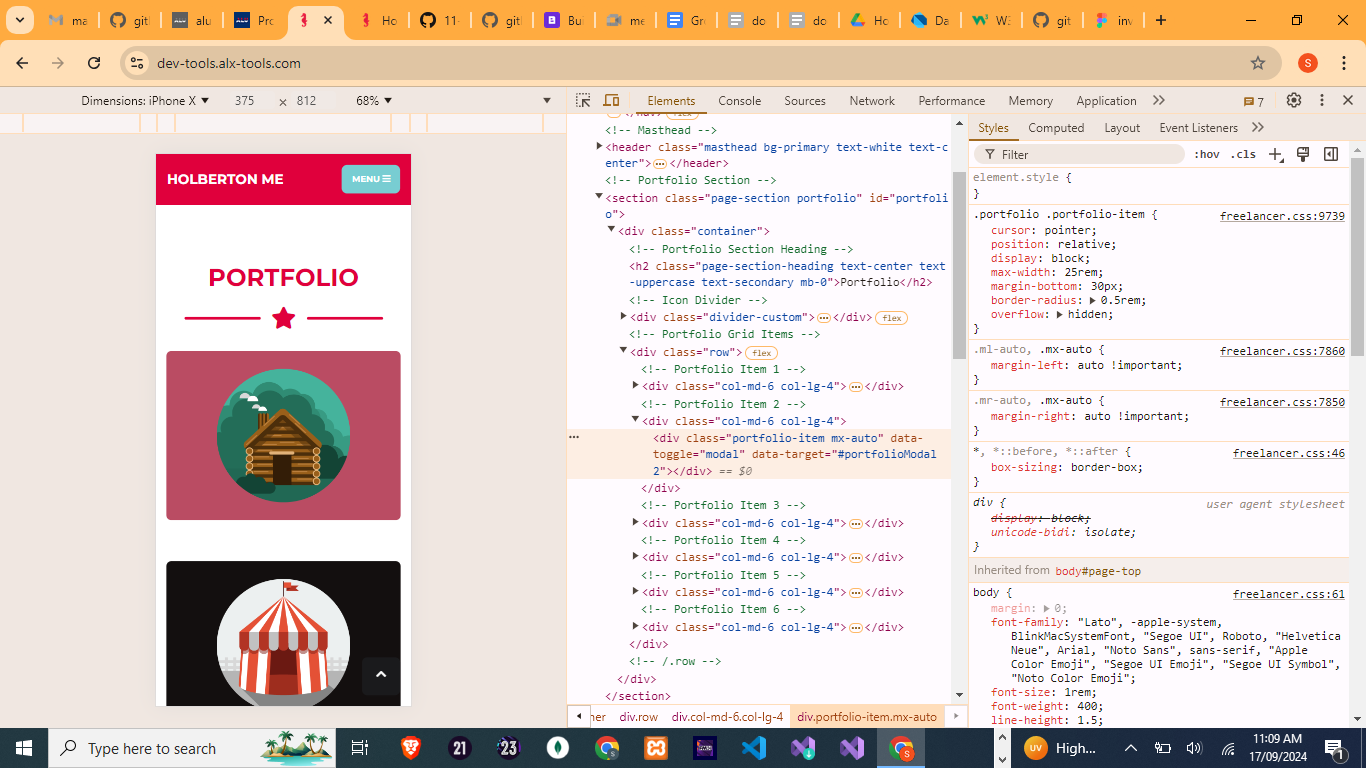 ma
gitl
alu
Pro
Ho
11-
gitl
Bui
me
Gro
do
do
Ho
Da
W3
git
inv
dev-tools.alx-tools.com
S
Dimensions: iPhone X
375
×
812
68%
Elements
Console
Sources
Network
Performance
Memory
Application
7
HOLBERTON ME
MENU
PORTFOLIO
<!-- Masthead -->
<header class="masthead bg-primary text-white text-c
enter">…</header>
<!-- Portfolio Section -->
<section class="page-section portfolio" id="portfoli
o">
<div class="container">
<!-- Portfolio Section Heading -->
<h2 class="page-section-heading text-center text
-uppercase text-secondary mb-0">Portfolio</h2>
<!-- Icon Divider -->
<div class="divider-custom">…</div> flex
<!-- Portfolio Grid Items -->
<div class="row"> flex
<!-- Portfolio Item 1 -->
<div class="col-md-6 col-lg-4">…</div>
<!-- Portfolio Item 2 -->
<div class="col-md-6 col-lg-4">
<div class="portfolio-item mx-auto" data-
toggle="modal" data-target="#portfolioModal
2"></div> == $0
</div>
<!-- Portfolio Item 3 -->
<div class="col-md-6 col-lg-4">…</div>
<!-- Portfolio Item 4 -->
<div class="col-md-6 col-lg-4">…</div>
<!-- Portfolio Item 5 -->
<div class="col-md-6 col-lg-4">…</div>
<!-- Portfolio Item 6 -->
<div class="col-md-6 col-lg-4">…</div>
</div>
<!-- /.row -->
</div>
</section>
ner
div.row
div.col-md-6.col-lg-4
div.portfolio-item.mx-auto
Styles
Computed
Layout
Event Listeners
Filter
:hov
.cls
element.style {
}
.portfolio .portfolio-item { freelancer.css:9739
cursor: pointer;
position: relative;
display: block;
max-width: 25rem;
margin-bottom: 30px;
border-radius: 0.5rem;
overflow: hidden;
}
.ml-auto, .mx-auto { freelancer.css:7860
margin-left: auto !important;
}
.mr-auto, .mx-auto { freelancer.css:7850
margin-right: auto !important;
}
*, *::before, *::after { freelancer.css:46
box-sizing: border-box;
}
div { user agent stylesheet
display: block;
unicode-bidi: isolate;
}
Inherited from body#page-top
body { freelancer.css:61
margin: 0;
font-family: "Lato", -apple-system,
BlinkMacSystemFont, "Segoe UI", Roboto, "Helvetica
Neue", Arial, "Noto Sans", sans-serif, "Apple
Color Emoji", "Segoe UI Emoji", "Segoe UI Symbol",
"Noto Color Emoji";
font-size: 1rem;
font-weight: 400;
line-height: 1.5;
Type here to search
21
23
S
UV
High...
11:09 AM
17/09/2024
1